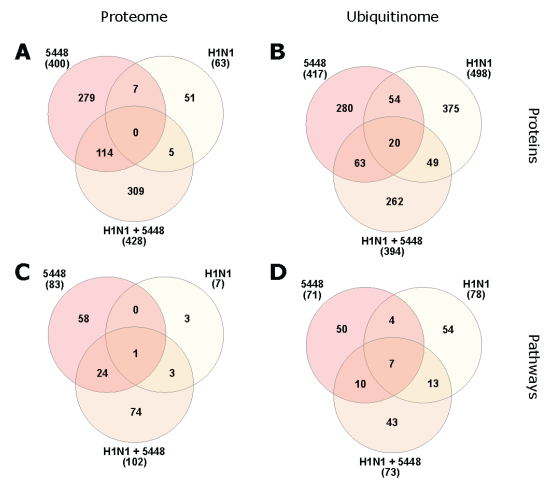 Proteome
Ubiquitinome
A
5448
(400)
H1N1
(63)
279
7
51
0
114
5
309
H1N1 + 5448
(428)
B
5448
(417)
H1N1
(498)
280
54
375
20
63
49
262
H1N1 + 5448
(394)
Proteins
C
5448
(83)
H1N1
(7)
58
0
3
1
24
3
74
H1N1 + 5448
(102)
D
5448
(71)
H1N1
(78)
50
4
54
7
10
13
43
H1N1 + 5448
(73)
Pathways